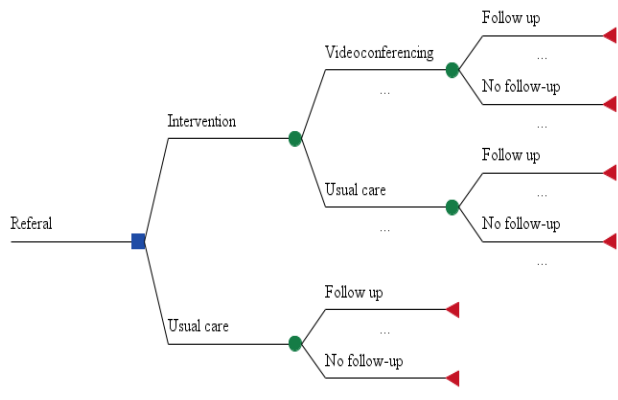 Follow up
...
Videoconferencing
...
No follow-up
...
Intervention
Follow up
...
Usual care
...
No follow-up
...
Referal
Usual care
Follow up
...
No follow-up